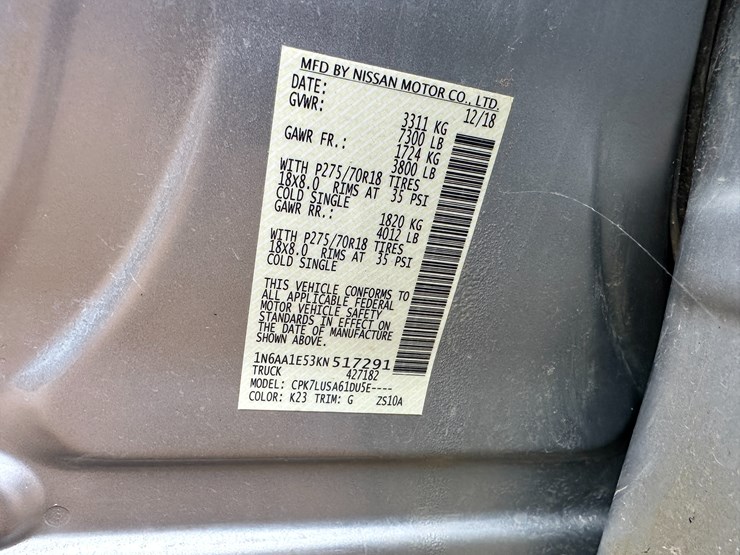 MFD BY NISSAN MOTOR CO., LTD.
DATE: 12/18
GVWR: 3311 KG
7300 LB
GAWR FR.: 1724 KG
3800 LB
WITH P275/70R18 TIRES
18X8.0 RIMS AT 35 PSI
COLD SINGLE
GAWR RR.: 1820 KG
4012 LB
WITH P275/70R18 TIRES
18X8.0 RIMS AT 35 PSI
COLD SINGLE
THIS VEHICLE CONFORMS TO
ALL APPLICABLE FEDERAL
MOTOR VEHICLE SAFETY
STANDARDS IN EFFECT ON
THE DATE OF MANUFACTURE
SHOWN ABOVE.
1N6AA1E53KN517291
TRUCK 427182
MODEL: CPK7LUSA61DU5E----
COLOR: K23 TRIM: G ZS10A